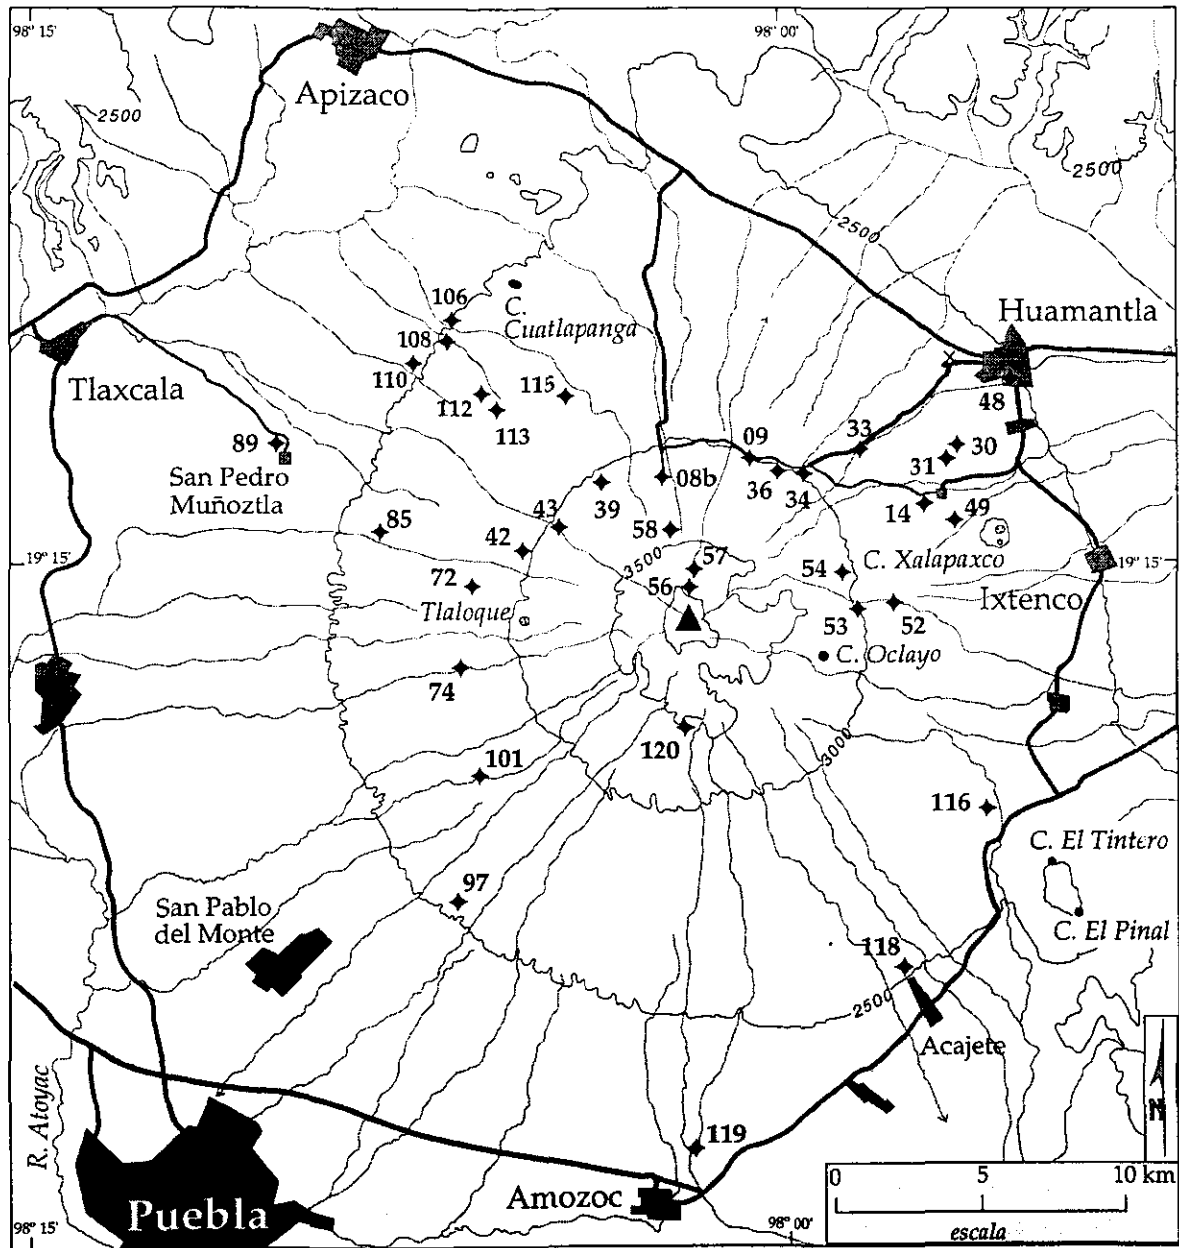 98° 15'
98° 00'
Apizaco
2500
2500
2500
Huamantla
106
C.
Cuatlapanga
108
110
115
Tlaxcala
112
113
48
89
09
33
30
31
San Pedro
Muñoztla
08b
36
34
39
43
14
49
85
42
58
3500
57
54
C. Xalapaxco
19° 15'
19° 15'
72
56
Tlaloque
Ixtenco
53
52
C. Oclayo
74
120
3000
101
116
C. El Tintero
97
San Pablo
del Monte
C. El Pinal
118
2500
Acajete
R. Atoyac
N
119
0 5 10 km
Amozoc
Puebla
98° 15'
98° 00'
escala